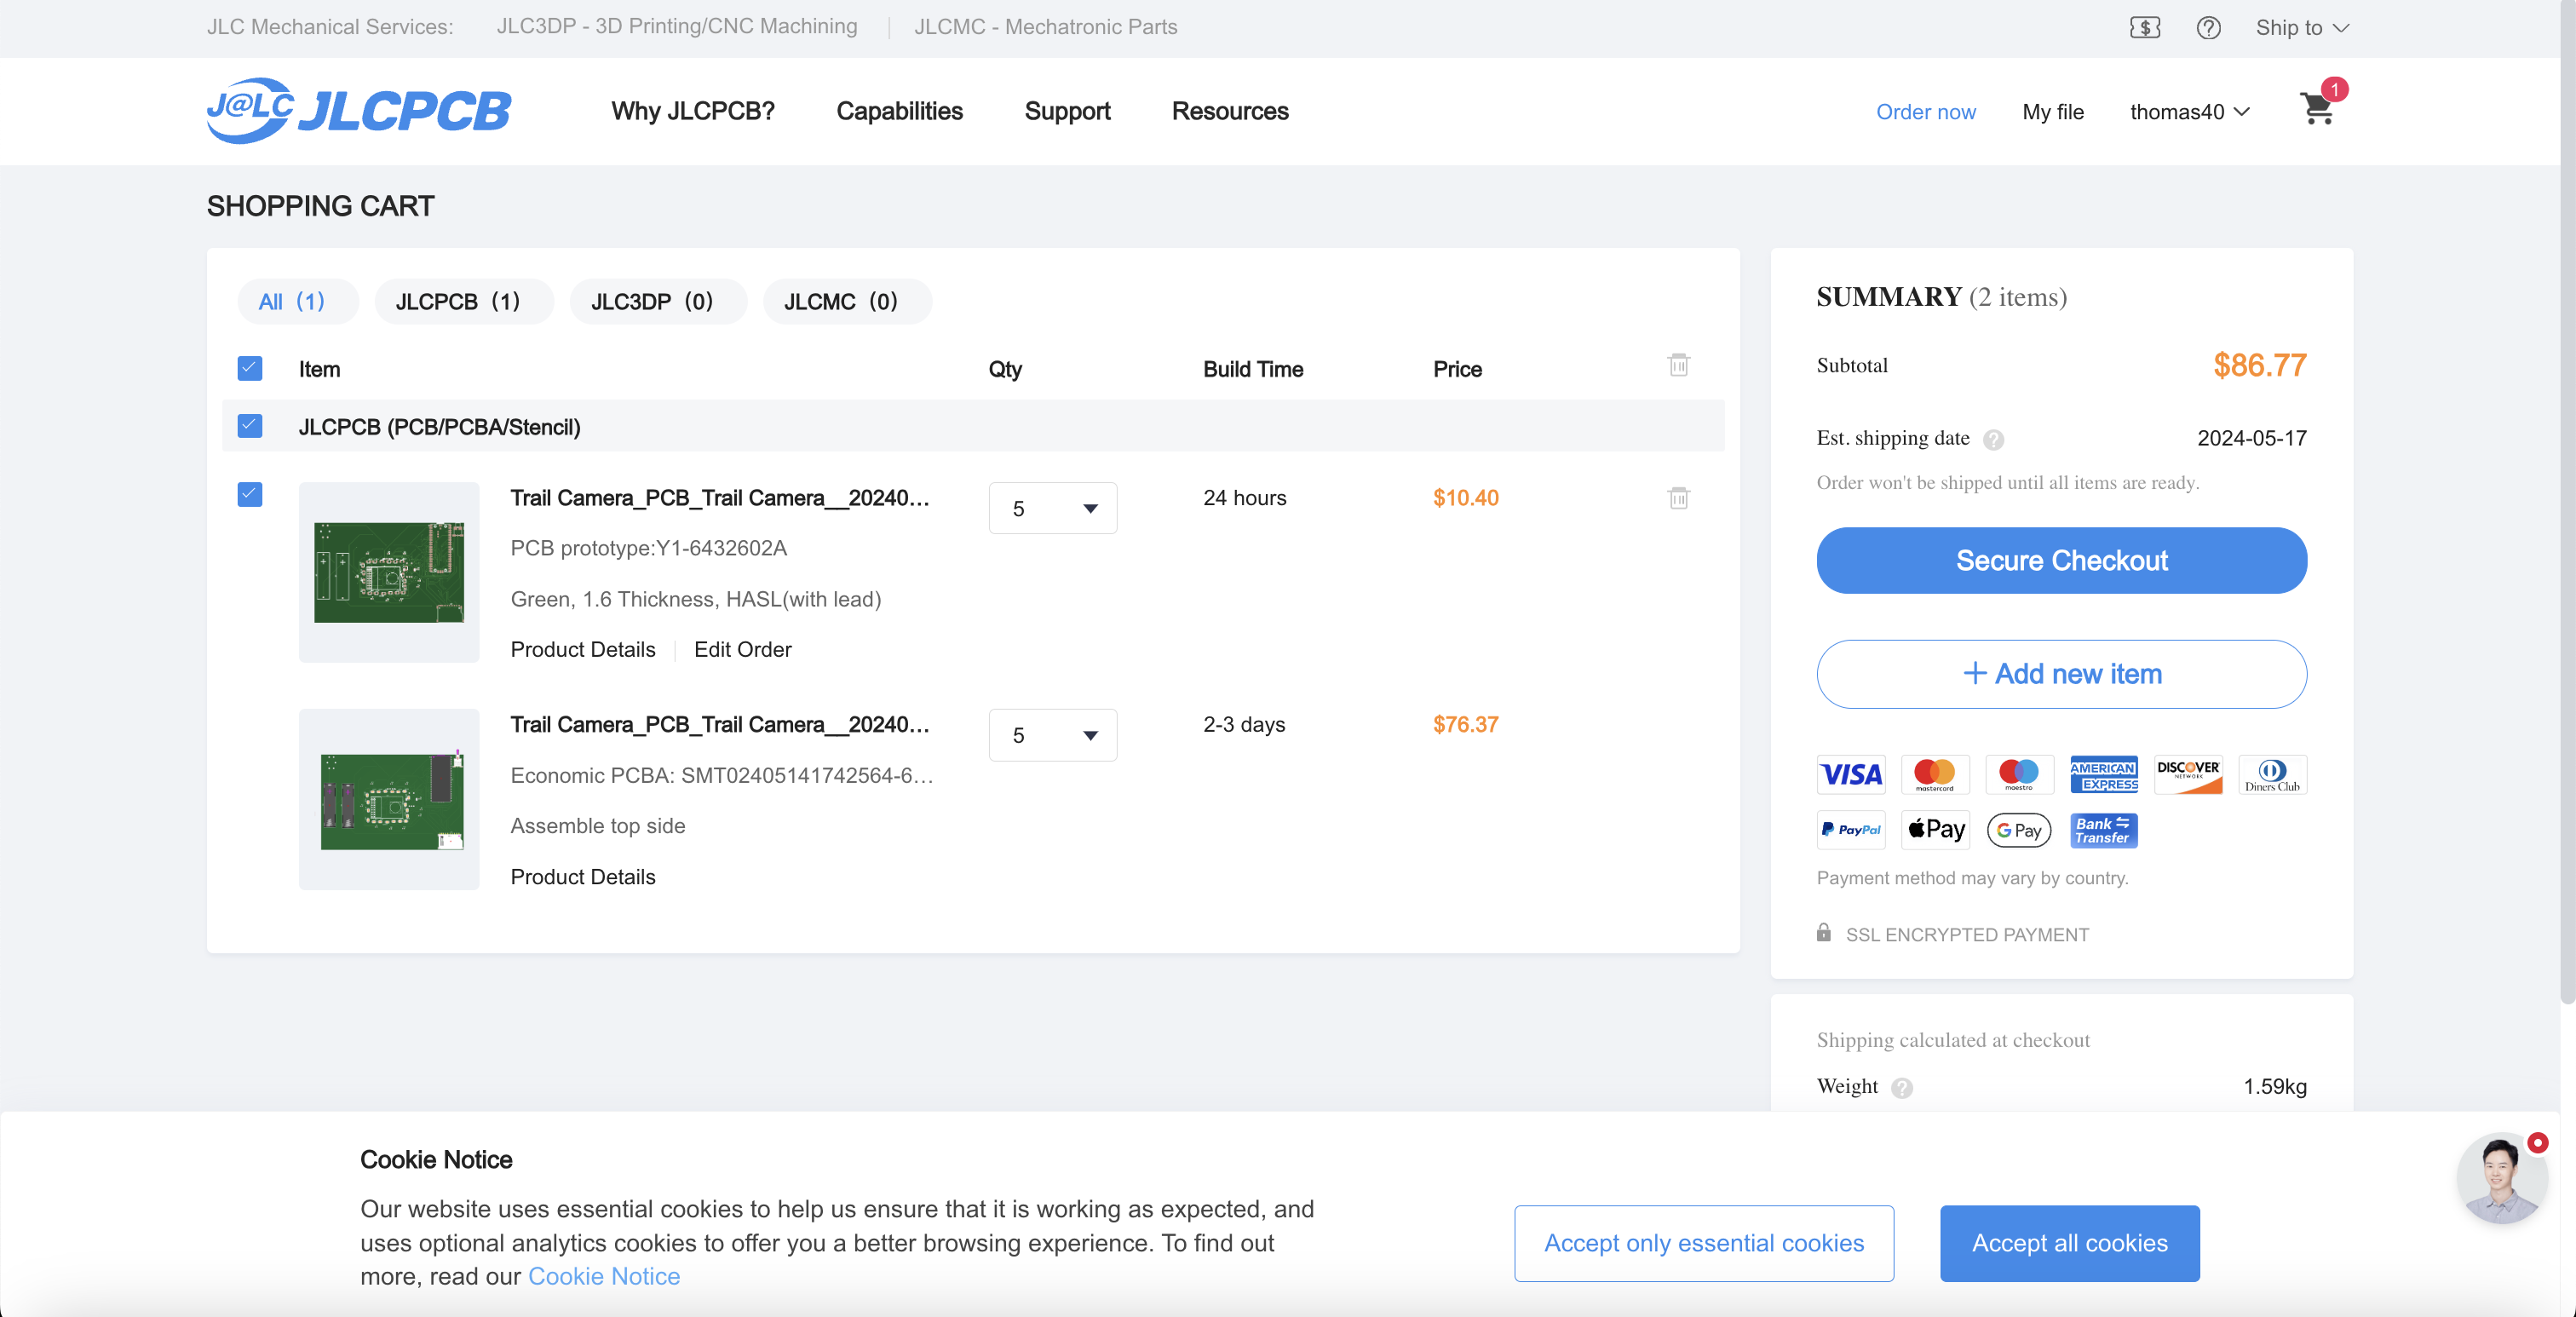 JLC Mechanical Services: JLC3DP - 3D Printing/CNC Machining | JLCMC - Mechatronic Parts
Ship to
J@LC JLCPCB
Why JLCPCB? Capabilities Support Resources
Order now My file thomas40 1
SHOPPING CART
All (1) JLCPCB (1) JLC3DP (0) JLCMC (0)
Item Qty Build Time Price
JLCPCB (PCB/PCBA/Stencil)
Trail Camera_PCB_Trail Camera__20240... 5 24 hours $10.40
PCB prototype:Y1-6432602A
Green, 1.6 Thickness, HASL(with lead)
Product Details | Edit Order
Trail Camera_PCB_Trail Camera__20240... 5 2-3 days $76.37
Economic PCBA: SMT02405141742564-6...
Assemble top side
Product Details
SUMMARY (2 items)
Subtotal $86.77
Est. shipping date ? 2024-05-17
Order won't be shipped until all items are ready.
Secure Checkout
+ Add new item
VISA mastercard maestro AMERICAN EXPRESS DISCOVER NETWORK Diners Club
PayPal Pay G Pay Bank Transfer
Payment method may vary by country.
SSL ENCRYPTED PAYMENT
Shipping calculated at checkout
Weight ? 1.59kg
Cookie Notice
Our website uses essential cookies to help us ensure that it is working as expected, and
uses optional analytics cookies to offer you a better browsing experience. To find out
more, read our Cookie Notice
Accept only essential cookies
Accept all cookies